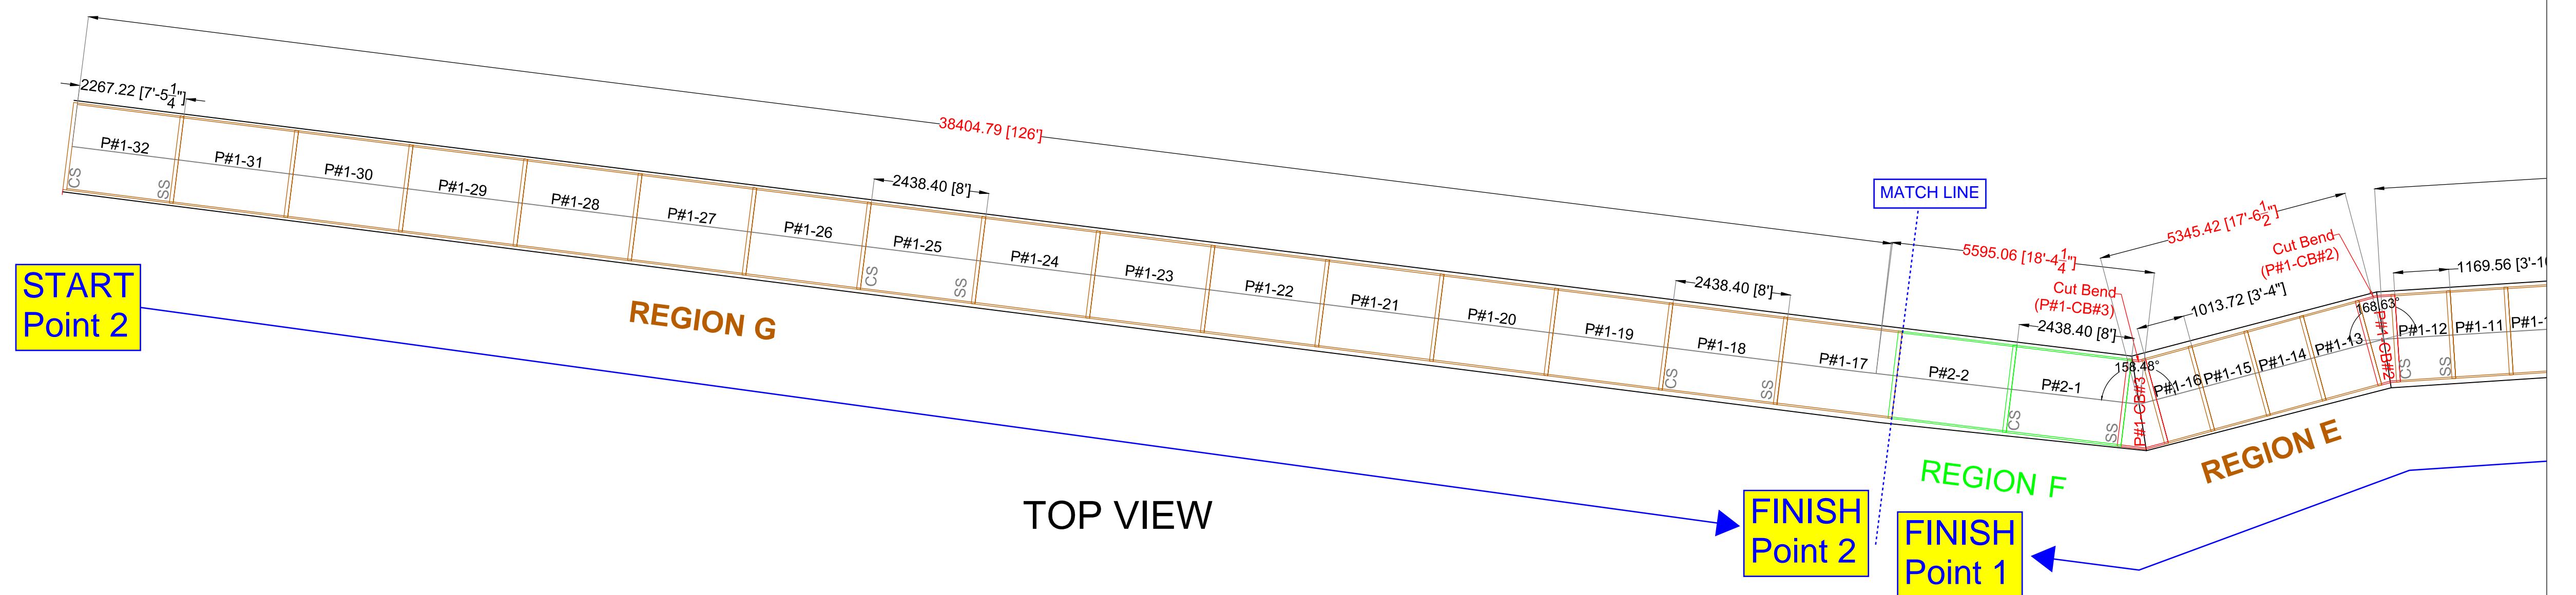 2267.22 [7'-5 1/4"]
38404.79 [126']
P#1-32
P#1-31
P#1-30
P#1-29
P#1-28
P#1-27
P#1-26
P#1-25
P#1-24
P#1-23
P#1-22
P#1-21
P#1-20
P#1-19
P#1-18
P#1-17
P#2-2
P#2-1
CS
SS
2438.40 [8']
CS
SS
2438.40 [8']
CS
SS
MATCH LINE
5595.06 [18'-4 1/4"]
Cut Bend
(P#1-CB#3)
2438.40 [8']
CS
SS
158.48°
P#1-CB#3
5345.42 [17'-6 1/2"]
Cut Bend
(P#1-CB#2)
1013.72 [3'-4"]
P#1-16
P#1-15
P#1-14
P#1-13
168.63°
P#1-CB#2
1169.56 [3'-10
P#1-12
P#1-11
P#1-1
CS
SS
START
Point 2
REGION G
REGION F
REGION E
TOP VIEW
FINISH
Point 2
FINISH
Point 1